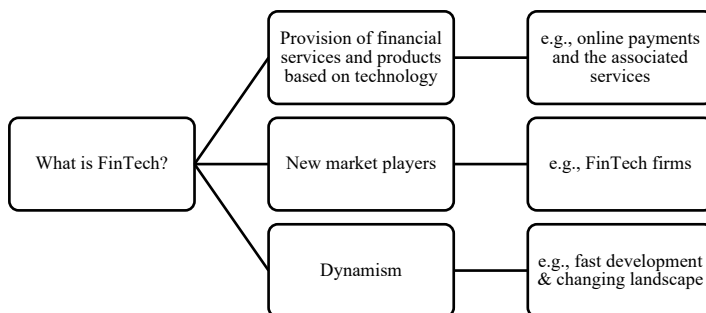 Provision of financial
services and products
based on technology
e.g., online payments
and the associated
services
What is FinTech?
New market players
e.g., FinTech firms
Dynamism
e.g., fast development
& changing landscape